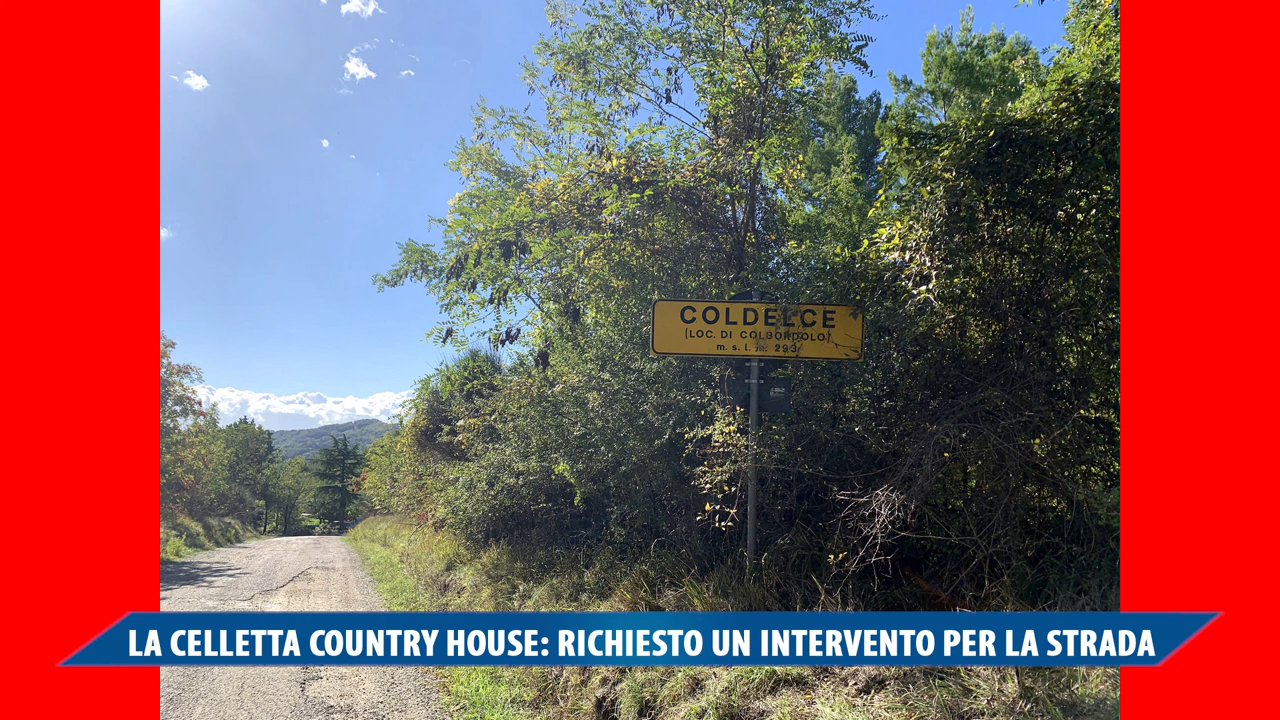 COLDELCE
(LOC. DI COLBORDOLO)
m. s. l. m. 293
LA CELLETTA COUNTRY HOUSE: RICHIESTO UN INTERVENTO PER LA STRADA